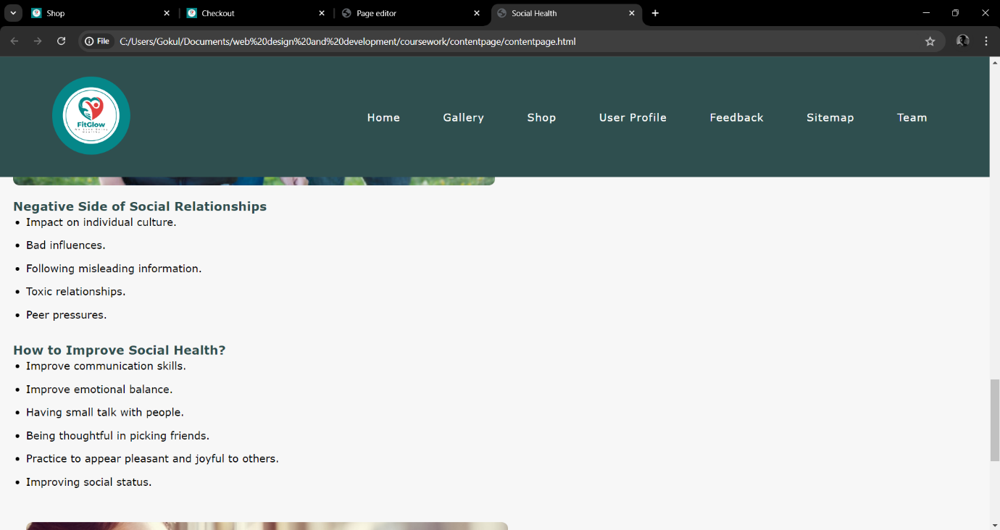 Shop
Checkout
Page editor
Social Health
File
C:/Users/Gokul/Documents/web%20design%20and%20development/coursework/contentpage/contentpage.html
FitGlow
Home
Gallery
Shop
User Profile
Feedback
Sitemap
Team
Negative Side of Social Relationships
• Impact on individual culture.
• Bad influences.
• Following misleading information.
• Toxic relationships.
• Peer pressures.
How to Improve Social Health?
• Improve communication skills.
• Improve emotional balance.
• Having small talk with people.
• Being thoughtful in picking friends.
• Practice to appear pleasant and joyful to others.
• Improving social status.